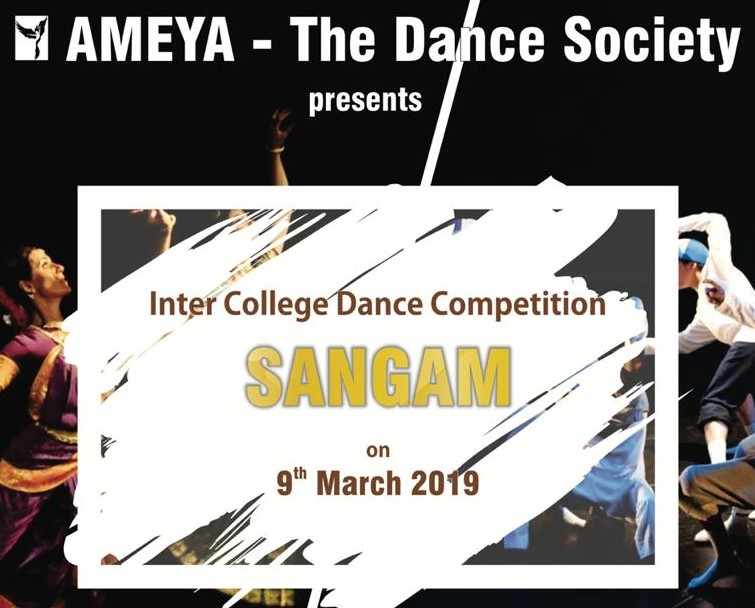 AMEYA - The Dance Society
presents
Inter College Dance Competition
SANGAM
on
9th March 2019